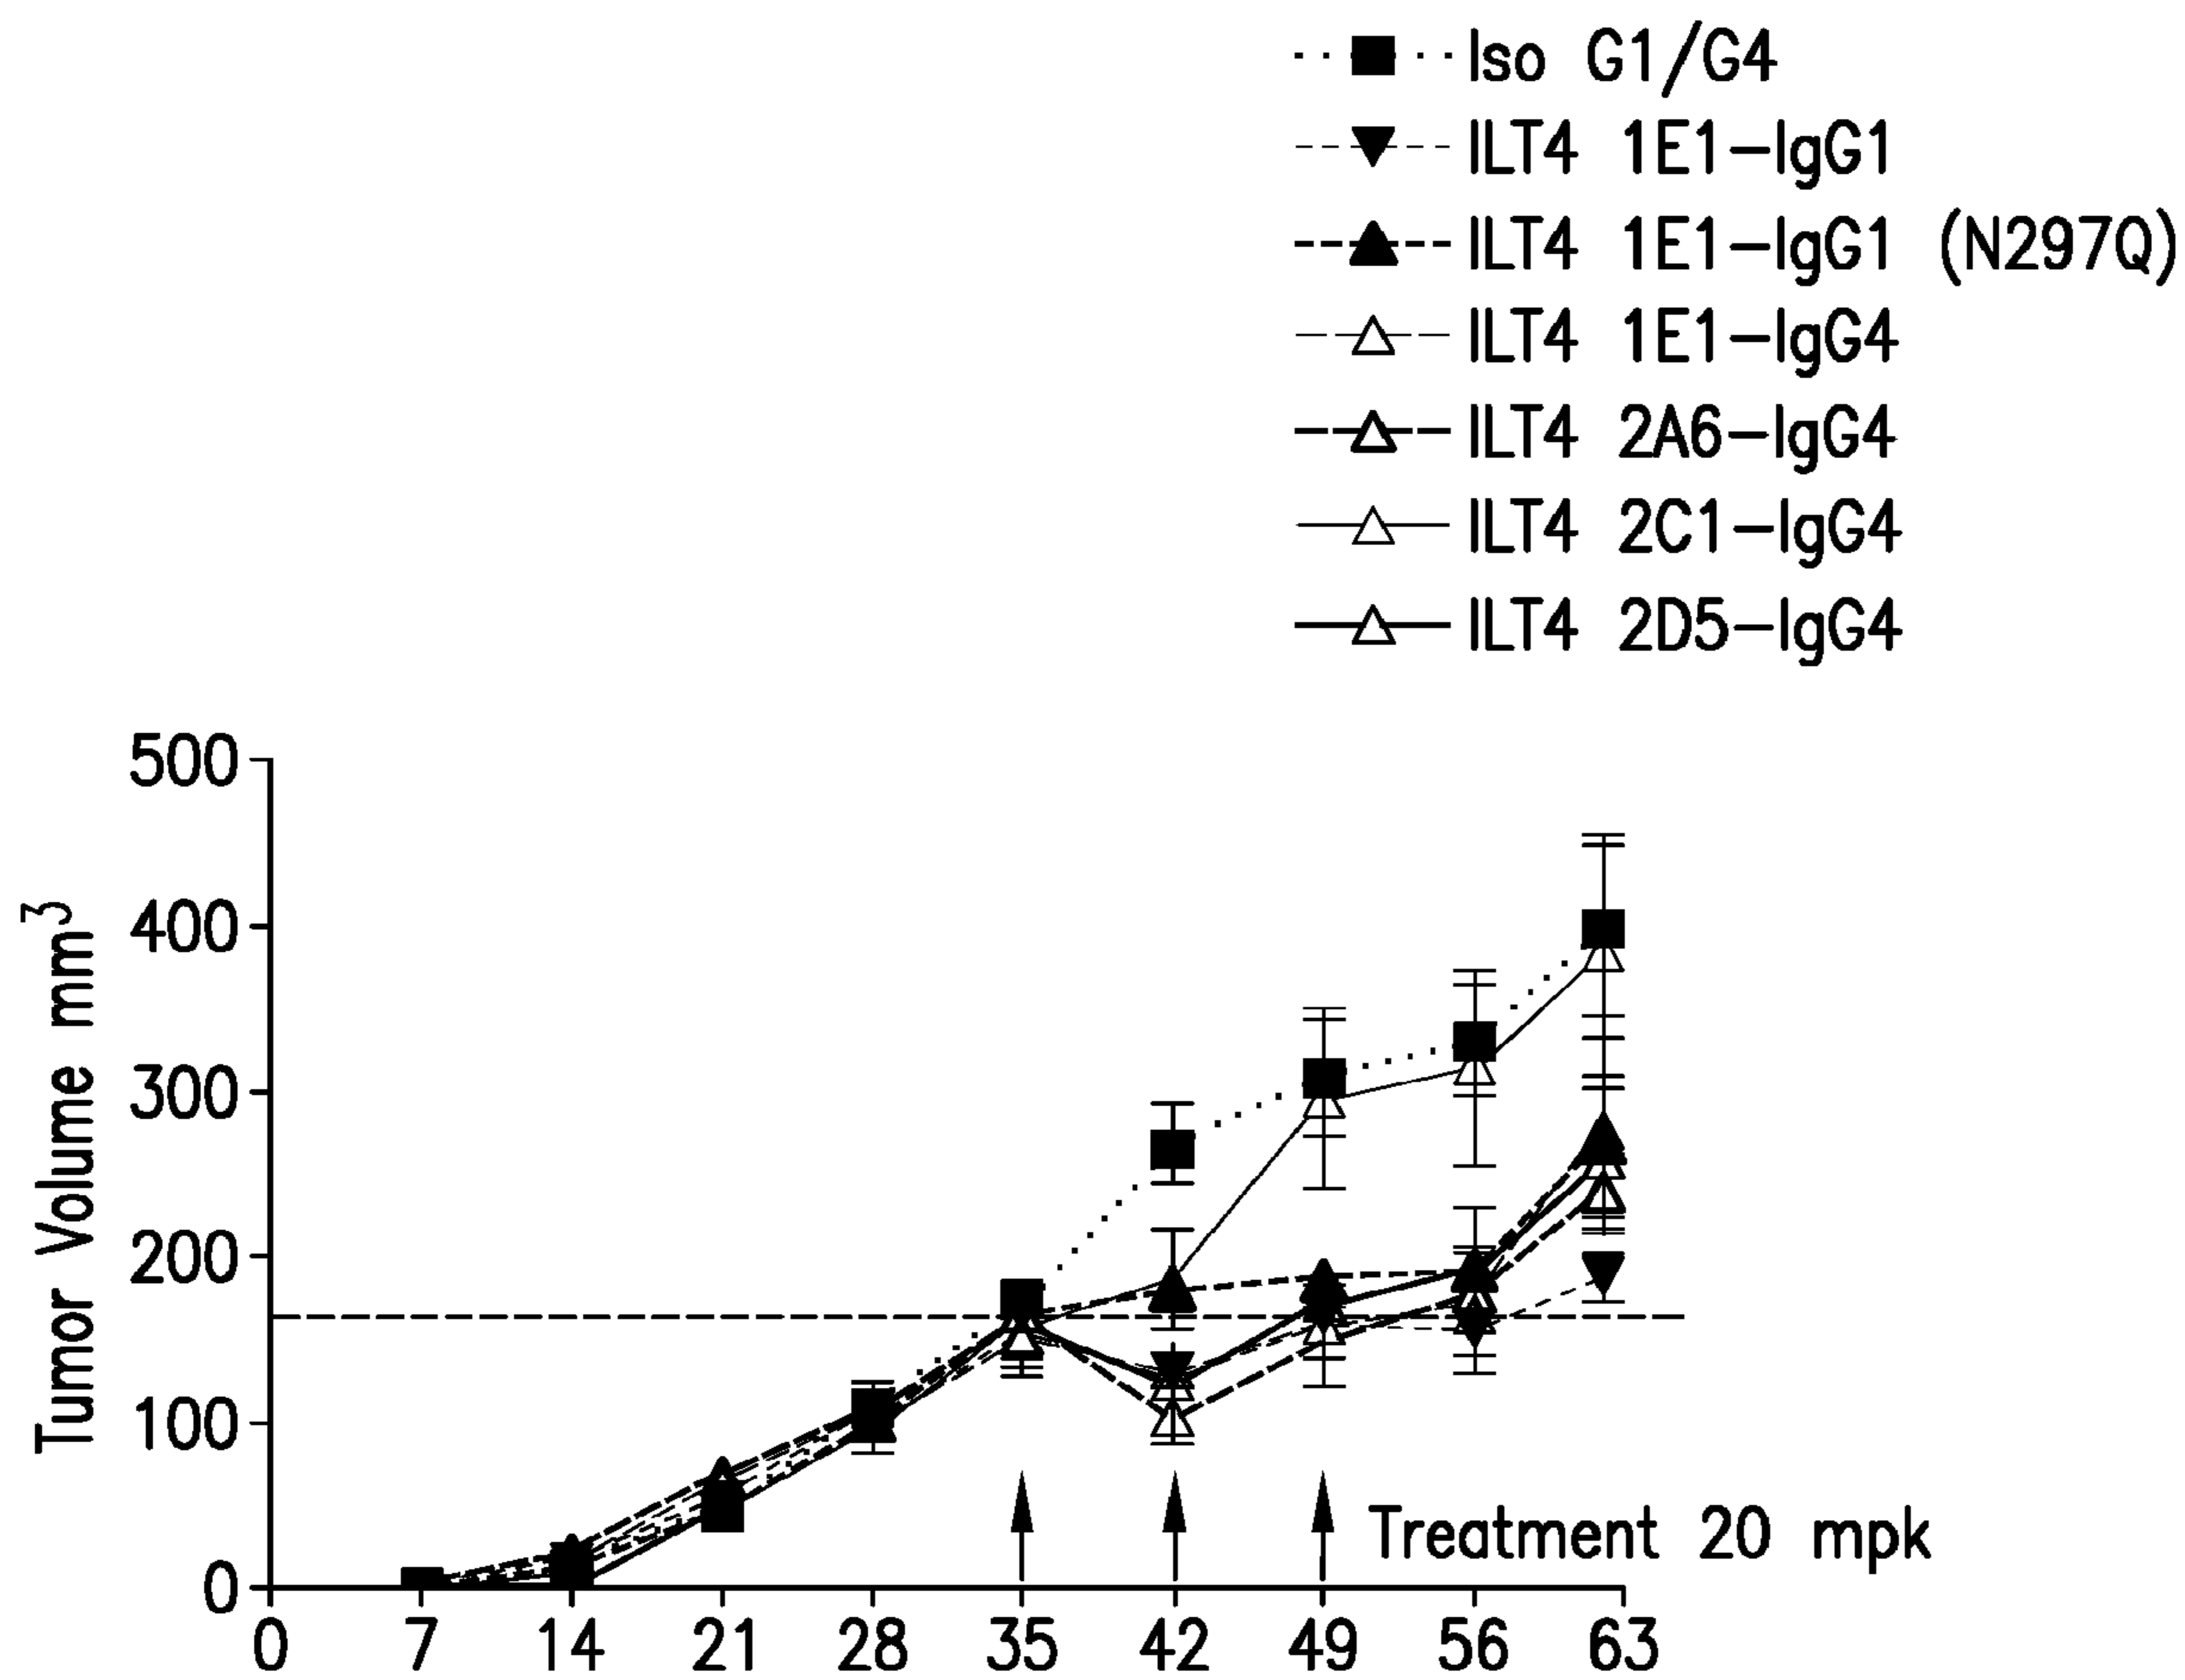 Iso G1/G4
ILT4 1E1-IgG1
ILT4 1E1-IgG1 (N297Q)
ILT4 1E1-IgG4
ILT4 2A6-IgG4
ILT4 2C1-IgG4
ILT4 2D5-IgG4
Tumor Volume mm³
500
400
300
200
100
0
Treatment 20 mpk
0 7 14 21 28 35 42 49 56 63